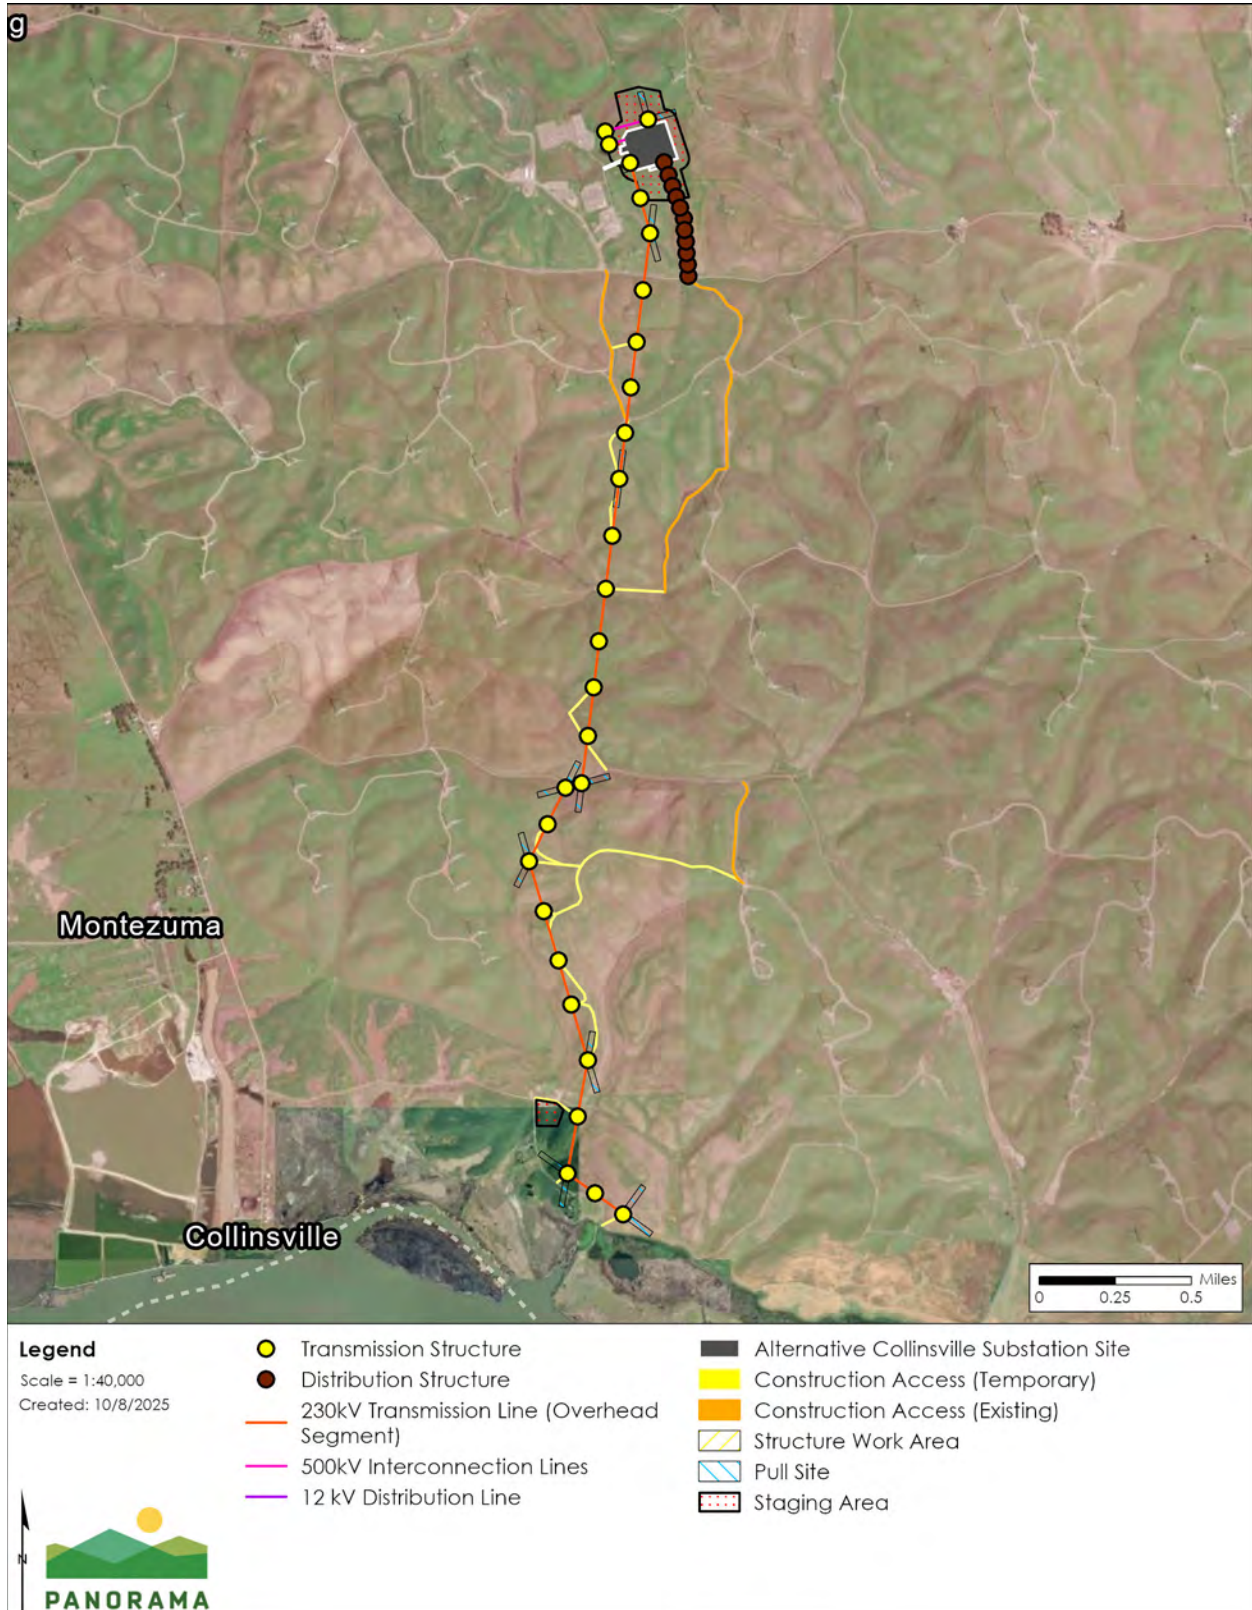 g
Montezuma
Collinsville
Miles
0 0.25 0.5
Legend
Scale = 1:40,000
Created: 10/8/2025
Transmission Structure
Distribution Structure
230kV Transmission Line (Overhead
Segment)
500kV Interconnection Lines
12 kV Distribution Line
Alternative Collinsville Substation Site
Construction Access (Temporary)
Construction Access (Existing)
Structure Work Area
Pull Site
Staging Area
N
PANORAMA